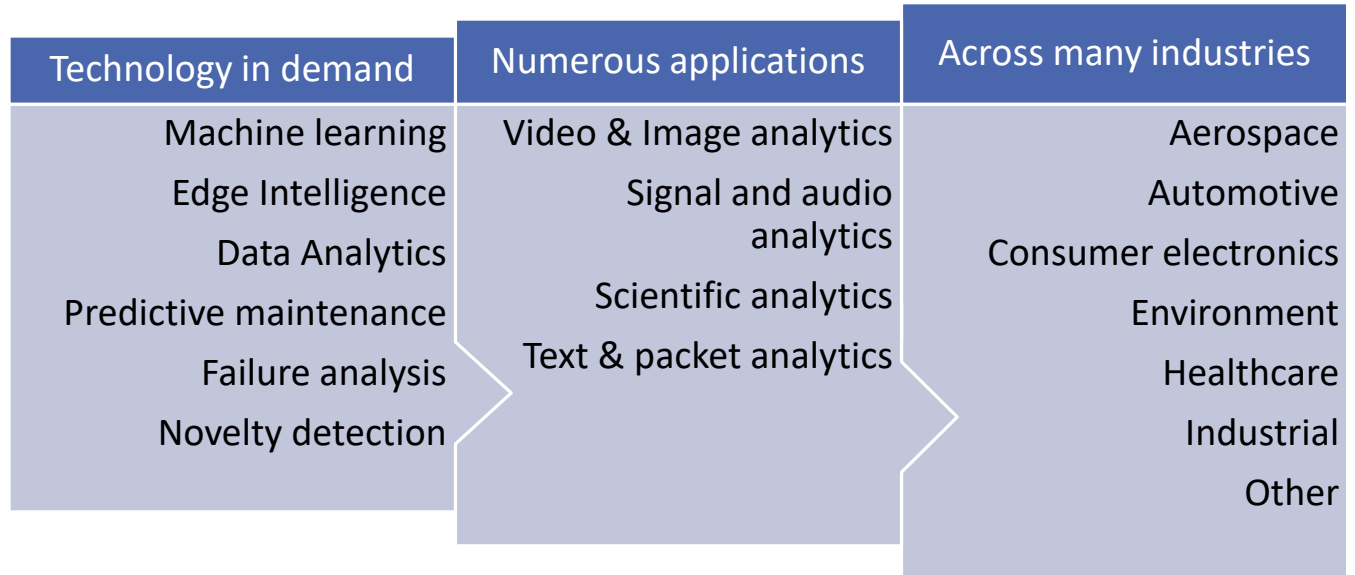 Technology in demand
Machine learning
Edge Intelligence
Data Analytics
Predictive maintenance
Failure analysis
Novelty detection
Numerous applications
Video & Image analytics
Signal and audio
analytics
Scientific analytics
Text & packet analytics
Across many industries
Aerospace
Automotive
Consumer electronics
Environment
Healthcare
Industrial
Other